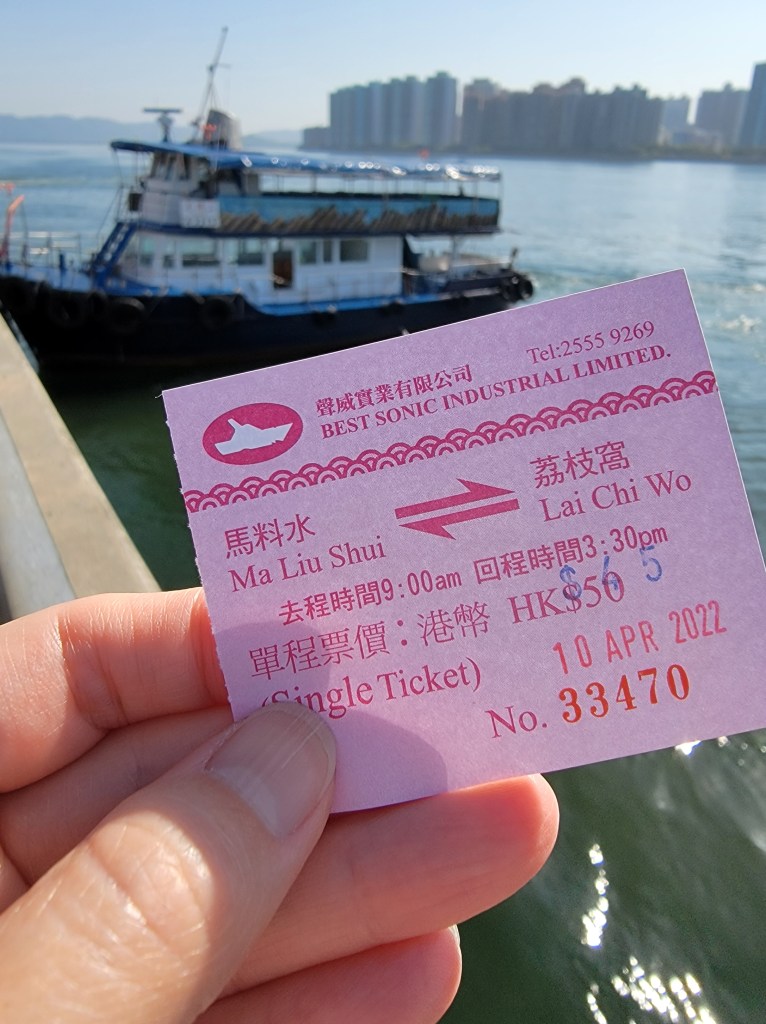 聲威實業有限公司 Tel:2555 9269
BEST SONIC INDUSTRIAL LIMITED.
馬料水 荔枝窩
Ma Liu Shui Lai Chi Wo
去程時間9:00am 回程時間3:30pm
$65
單程票價：港幣 HK$50
(Single Ticket) 10 APR 2022
No. 33470